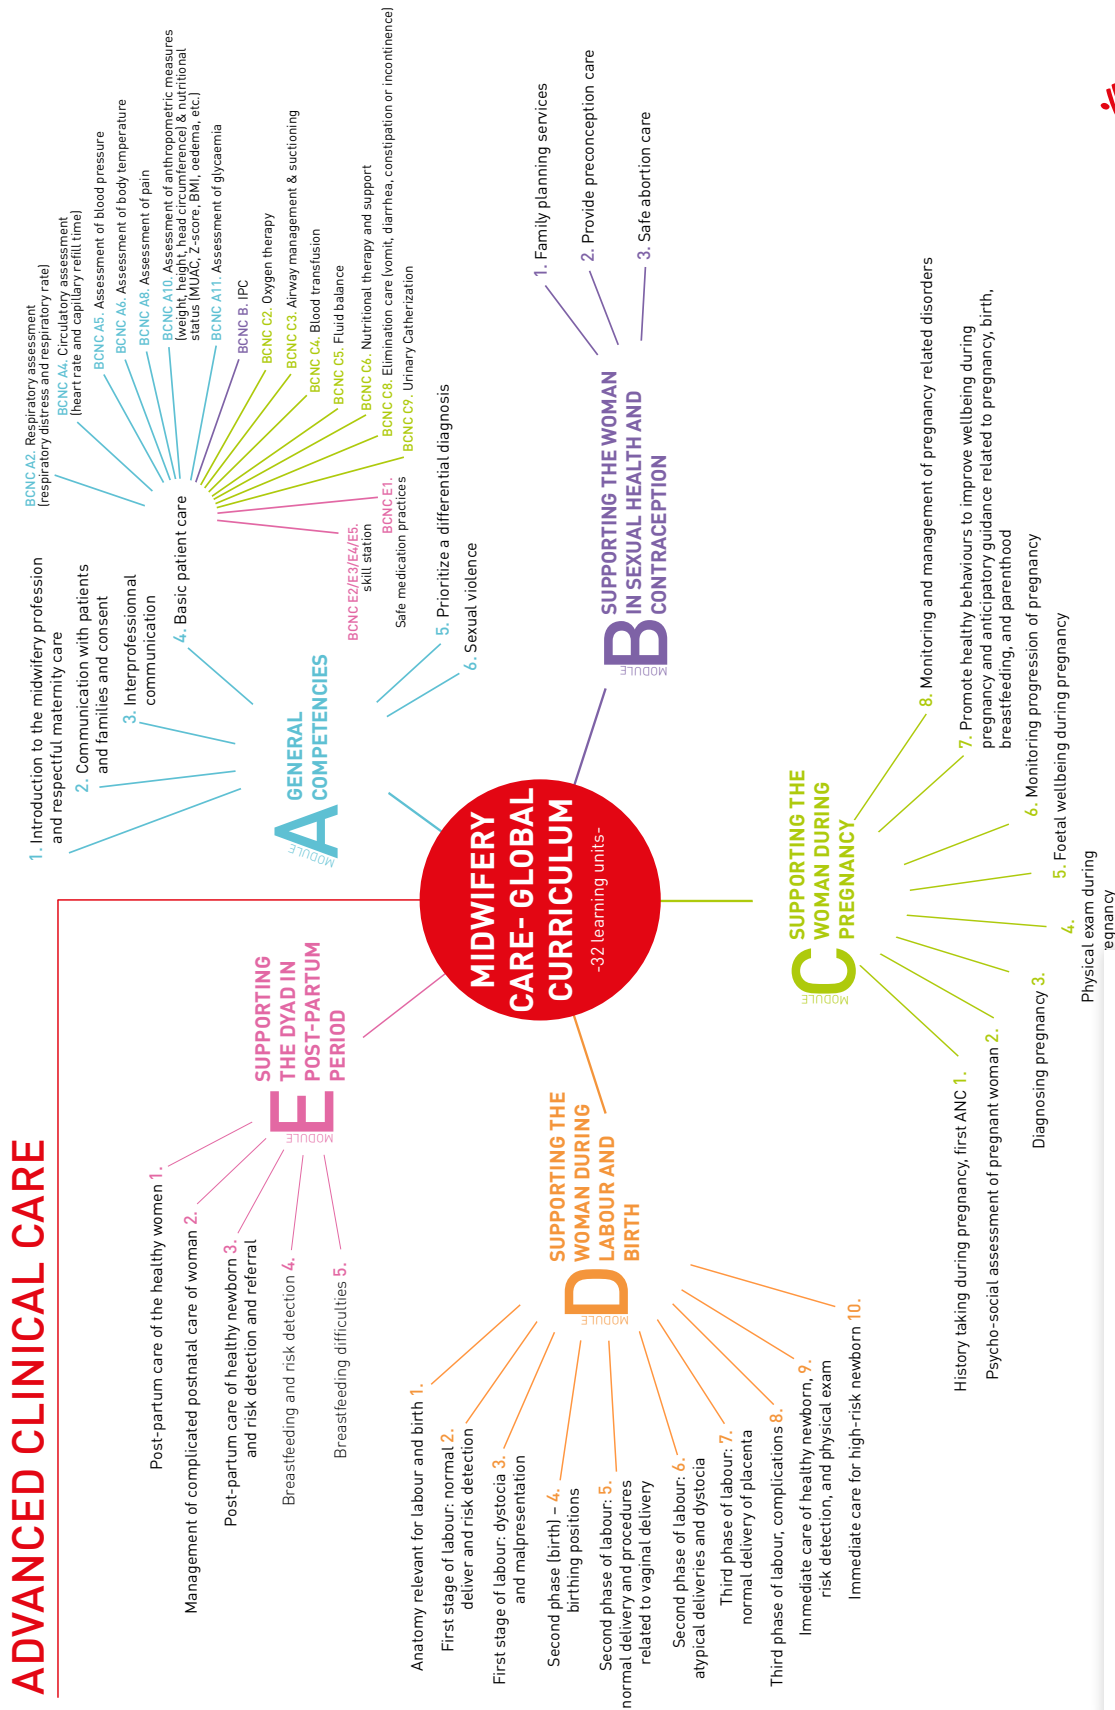 ADVANCED CLINICAL CARE
MIDWIFERY
CARE- GLOBAL
CURRICULUM
-32 learning units-
MODULE
A
GENERAL
COMPETENCIES
1. Introduction to the midwifery profession
and respectful maternity care
2. Communication with patients
and families and consent
3. Interprofessionnal
communication
4. Basic patient care
BCNC A2. Respiratory assessment
(respiratory distress and respiratory rate)
BCNC A4. Circulatory assessment
(heart rate and capillary refill time)
BCNC A5. Assessment of blood pressure
BCNC A6. Assessment of body temperature
BCNC A8. Assessment of pain
BCNC A10. Assessment of anthropometric measures
(weight, height, head circumference) & nutritional
status (MUAC, Z-score, BMI, oedema, etc.)
BCNC A11. Assessment of glycaemia
BCNC B. IPC
BCNC C2. Oxygen therapy
BCNC C3. Airway management & suctioning
BCNC C4. Blood transfusion
BCNC C5. Fluid balance
BCNC C6. Nutritional therapy and support
BCNC C8. Elimination care (vomit, diarrhea, constipation or incontinence)
BCNC C9. Urinary Catherization
BCNC E1.
Safe medication practices
BCNC E2/E3/E4/E5.
skill station
5. Prioritize a differential diagnosis
6. Sexual violence
MODULE
B
SUPPORTING THE WOMAN
IN SEXUAL HEALTH AND
CONTRACEPTION
1. Family planning services
2. Provide preconception care
3. Safe abortion care
MODULE
C
SUPPORTING THE
WOMAN DURING
PREGNANCY
History taking during pregnancy, first ANC 1.
Psycho-social assessment of pregnant woman 2.
Diagnosing pregnancy 3.
4.
Physical exam during
egnancy
5. Foetal wellbeing during pregnancy
6. Monitoring progression of pregnancy
7. Promote healthy behaviours to improve wellbeing during
pregnancy and anticipatory guidance related to pregnancy, birth,
breastfeeding, and parenthood
8. Monitoring and management of pregnancy related disorders
MODULE
D
SUPPORTING THE
WOMAN DURING
LABOUR AND
BIRTH
Anatomy relevant for labour and birth 1.
First stage of labour: normal 2.
deliver and risk detection
First stage of labour: dystocia 3.
and malpresentation
Second phase (birth) – 4.
birthing positions
Second phase of labour: 5.
normal delivery and procedures
related to vaginal delivery
Second phase of labour: 6.
atypical deliveries and dystocia
Third phase of labour: 7.
normal delivery of placenta
Third phase of labour, complications 8.
Immediate care of healthy newborn, 9.
risk detection, and physical exam
Immediate care for high-risk newborn 10.
MODULE
E
SUPPORTING
THE DYAD IN
POST-PARTUM
PERIOD
Post-partum care of the healthy women 1.
Management of complicated postnatal care of woman 2.
Post-partum care of healthy newborn 3.
and risk detection and referral
Breastfeeding and risk detection 4.
Breastfeeding difficulties 5.